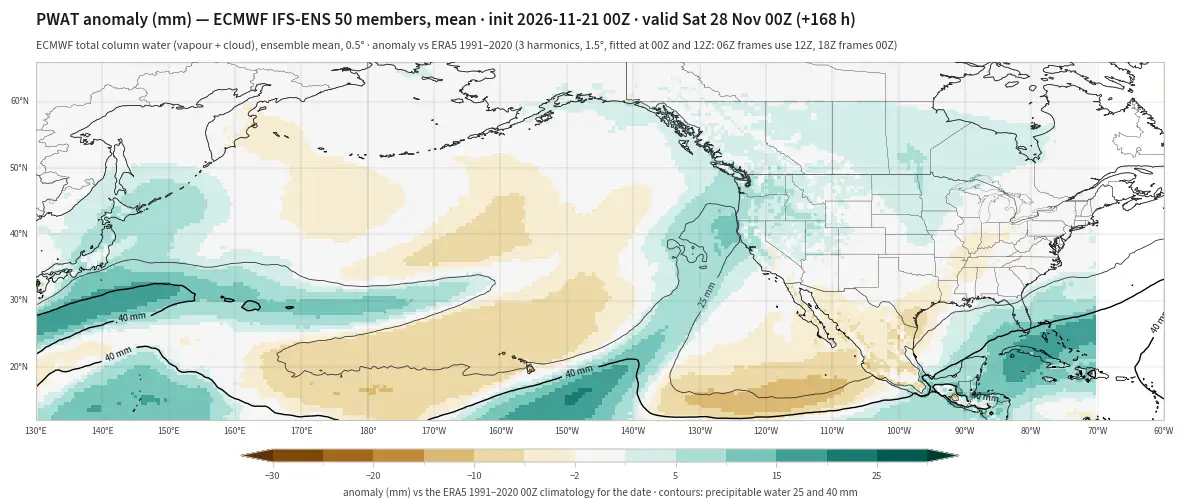 PWAT anomaly (mm) — ECMWF IFS-ENS 50 members, mean · init 2026-11-21 00Z · valid Sat 28 Nov 00Z (+168 h)
ECMWF total column water (vapour + cloud), ensemble mean, 0.5° · anomaly vs ERA5 1991–2020 (3 harmonics, 1.5°, fitted at 00Z and 12Z: 06Z frames use 12Z, 18Z frames 00Z)
60°N
50°N
40°N
30°N
20°N
25 mm
40 mm
40 mm
40 mm
40 mm
40 mm
130°E 140°E 150°E 160°E 170°E 180° 170°W 160°W 150°W 140°W 130°W 120°W 110°W 100°W 90°W 80°W 70°W 60°W
−30 −20 −10 −2 5 15 25
anomaly (mm) vs the ERA5 1991–2020 00Z climatology for the date · contours: precipitable water 25 and 40 mm